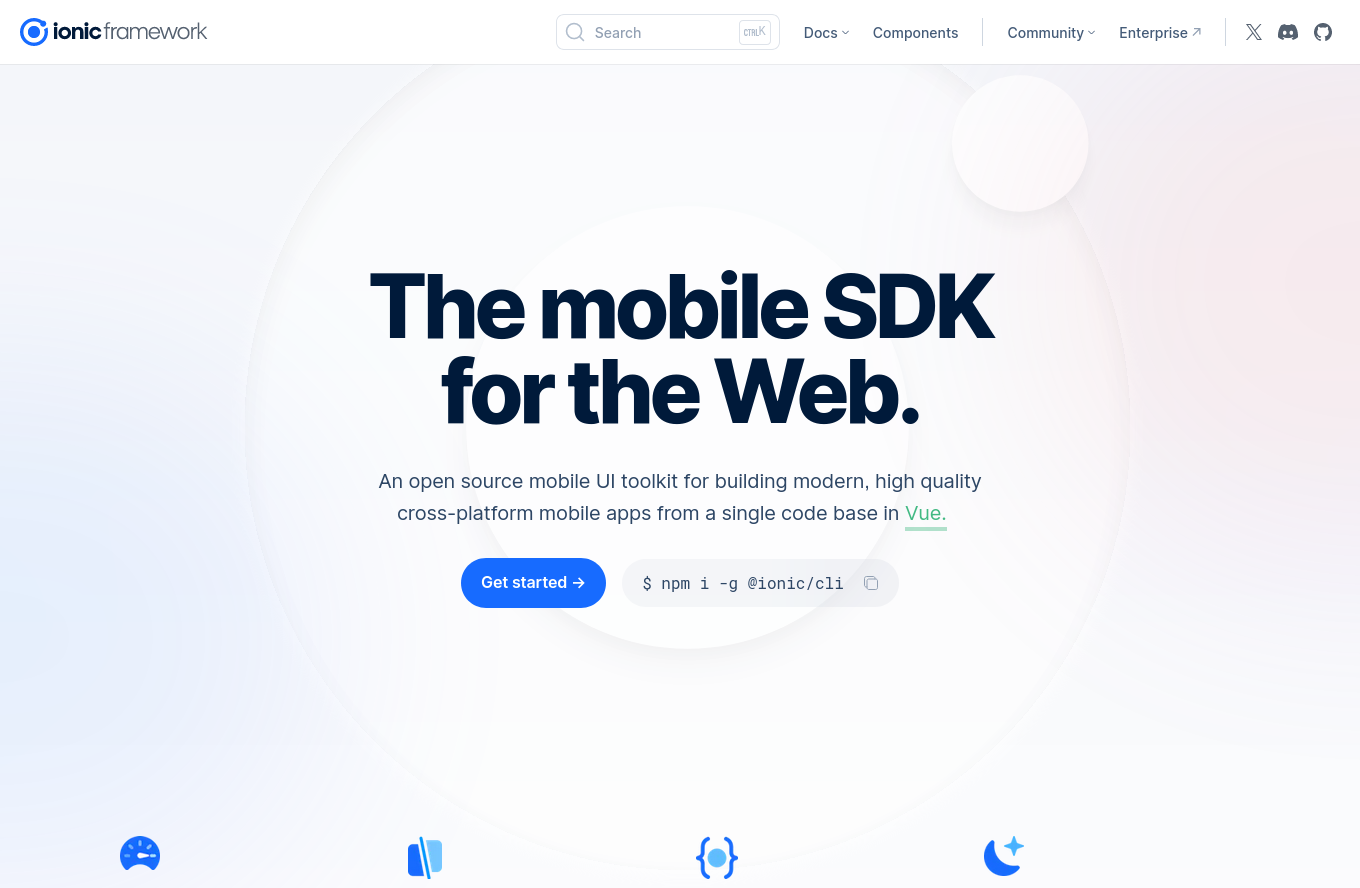 ionic framework
Search
CTRL K
Docs
Components
Community
Enterprise
The mobile SDK
for the Web.
An open source mobile UI toolkit for building modern, high quality
cross-platform mobile apps from a single code base in Vue.
Get started →
$ npm i -g @ionic/cli